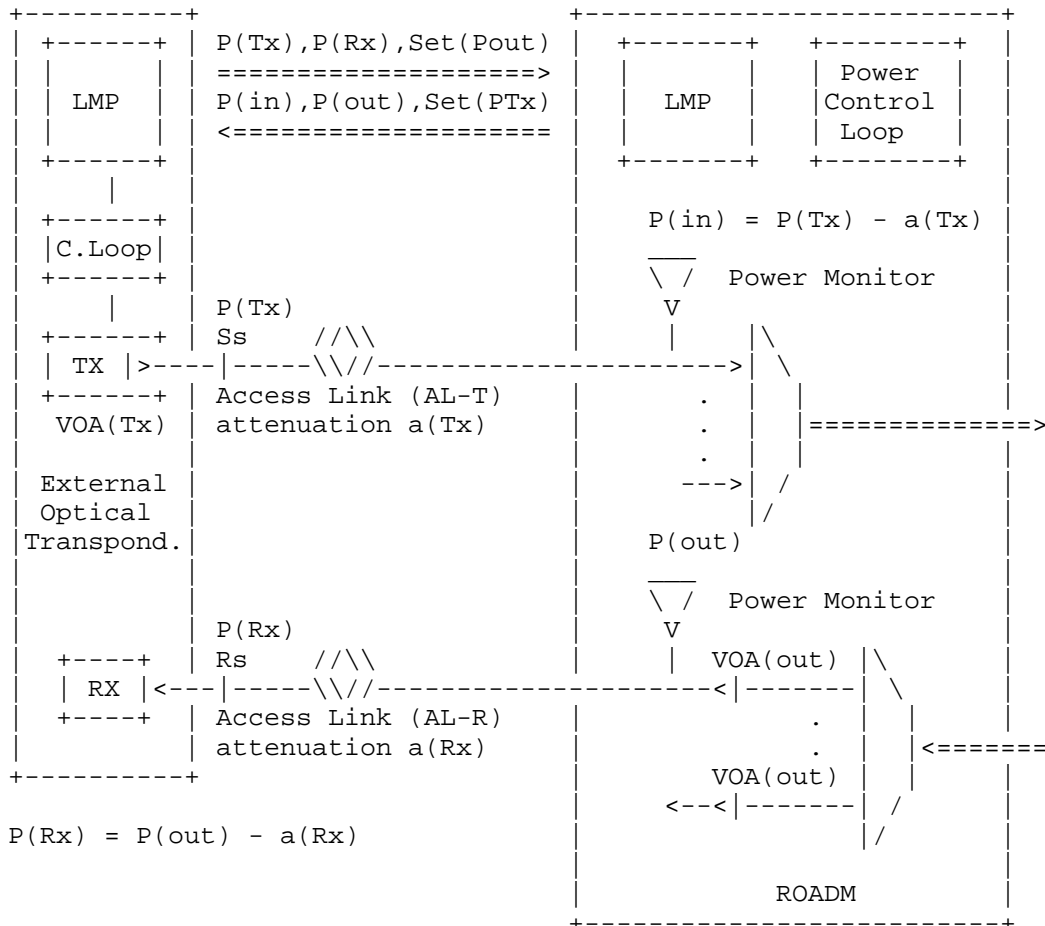 P(Tx),P(Rx),Set(Pout)
=====================>
LMP P(in),P(out),Set(PTx) LMP Power
<===================== Control
Loop
C.Loop P(in) = P(Tx) - a(Tx)
Power Monitor
P(Tx) V
Ss //\\
TX \\//
Access Link (AL-T)
VOA(Tx) attenuation a(Tx)
External
Optical
Transpond. P(out)
Power Monitor
P(Rx) V
Rs //\\ VOA(out)
RX \\//
Access Link (AL-R)
attenuation a(Rx)
VOA(out)
P(Rx) = P(out) - a(Rx)
ROADM